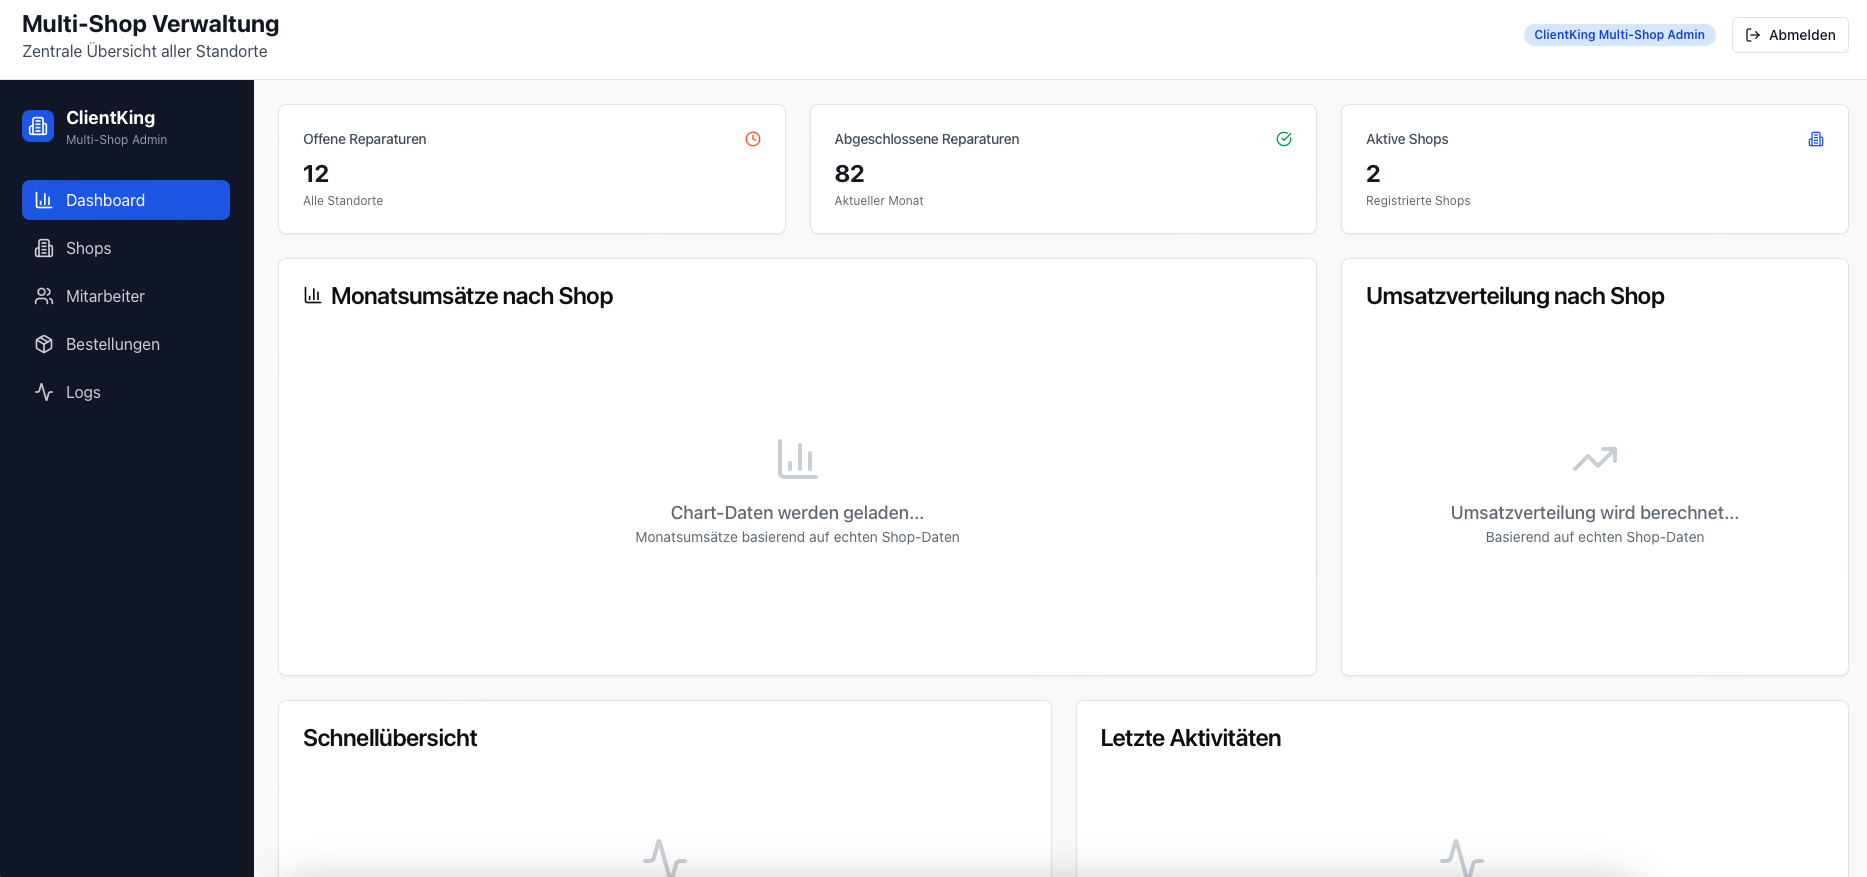 Multi-Shop Verwaltung
Zentrale Übersicht aller Standorte
ClientKing Multi-Shop Admin
Abmelden
ClientKing
Multi-Shop Admin
Dashboard
Shops
Mitarbeiter
Bestellungen
Logs
Offene Reparaturen
12
Alle Standorte
Abgeschlossene Reparaturen
82
Aktueller Monat
Aktive Shops
2
Registrierte Shops
Monatsumsätze nach Shop
Chart-Daten werden geladen...
Monatsumsätze basierend auf echten Shop-Daten
Umsatzverteilung nach Shop
Umsatzverteilung wird berechnet...
Basierend auf echten Shop-Daten
Schnellübersicht
Letzte Aktivitäten